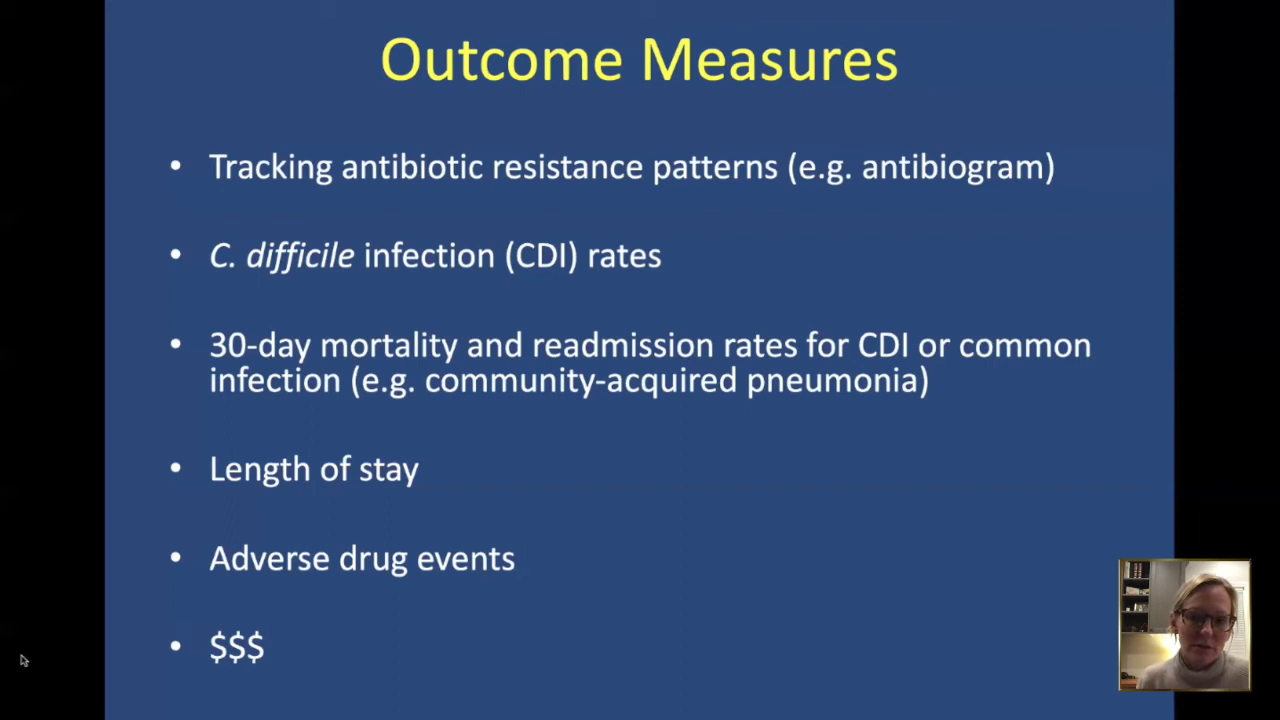 Outcome Measures
• Tracking antibiotic resistance patterns (e.g. antibiogram)
• C. difficile infection (CDI) rates
• 30-day mortality and readmission rates for CDI or common
infection (e.g. community-acquired pneumonia)
• Length of stay
• Adverse drug events
• $$$